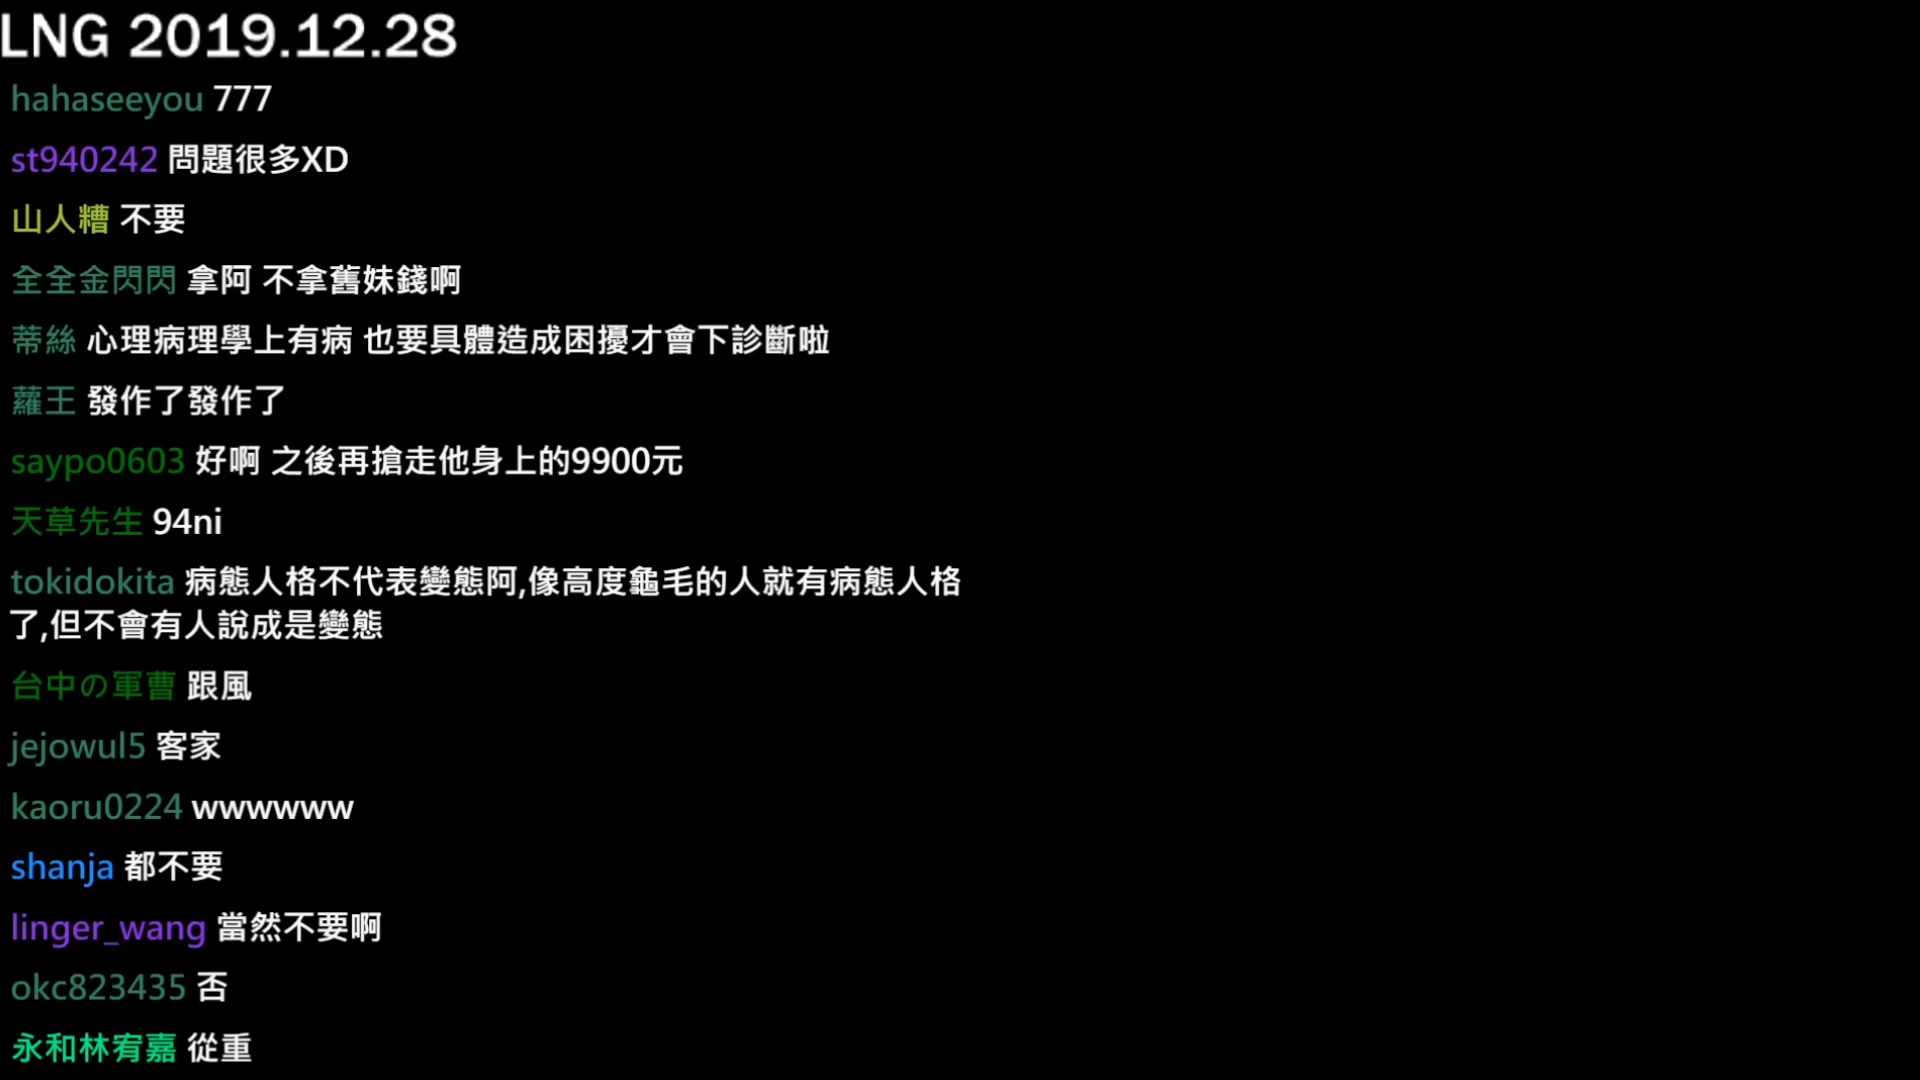 LNG 2019.12.28
hahaseeyou 777
st940242 問題很多XD
山人糟 不要
全全金閃閃 拿阿 不拿舊妹錢啊
蒂絲 心理病理學上有病 也要具體造成困擾才會下診斷啦
蘿王 發作了發作了
saypo0603 好啊 之後再搶走他身上的9900元
天草先生 94ni
tokidokita 病態人格不代表變態阿,像高度龜毛的人就有病態人格
了,但不會有人說成是變態
台中の軍曹 跟風
jejowul5 客家
kaoru0224 wwwwww
shanja 都不要
linger_wang 當然不要啊
okc823435 否
永和林宥嘉 從重